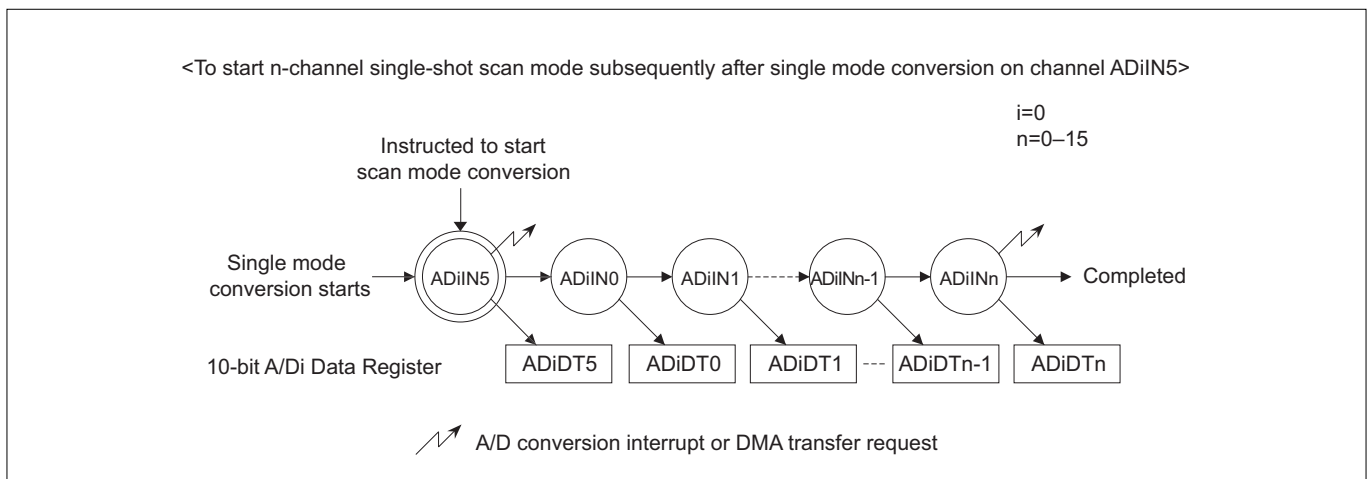 <To start n-channel single-shot scan mode subsequently after single mode conversion on channel ADiIN5>
i=0
n=0–15
Instructed to start
scan mode conversion
Single mode
conversion starts
ADiIN5
ADiIN0
ADiIN1
ADiINn-1
ADiINn
Completed
10-bit A/Di Data Register
ADiDT5
ADiDT0
ADiDT1
ADiDTn-1
ADiDTn
A/D conversion interrupt or DMA transfer request